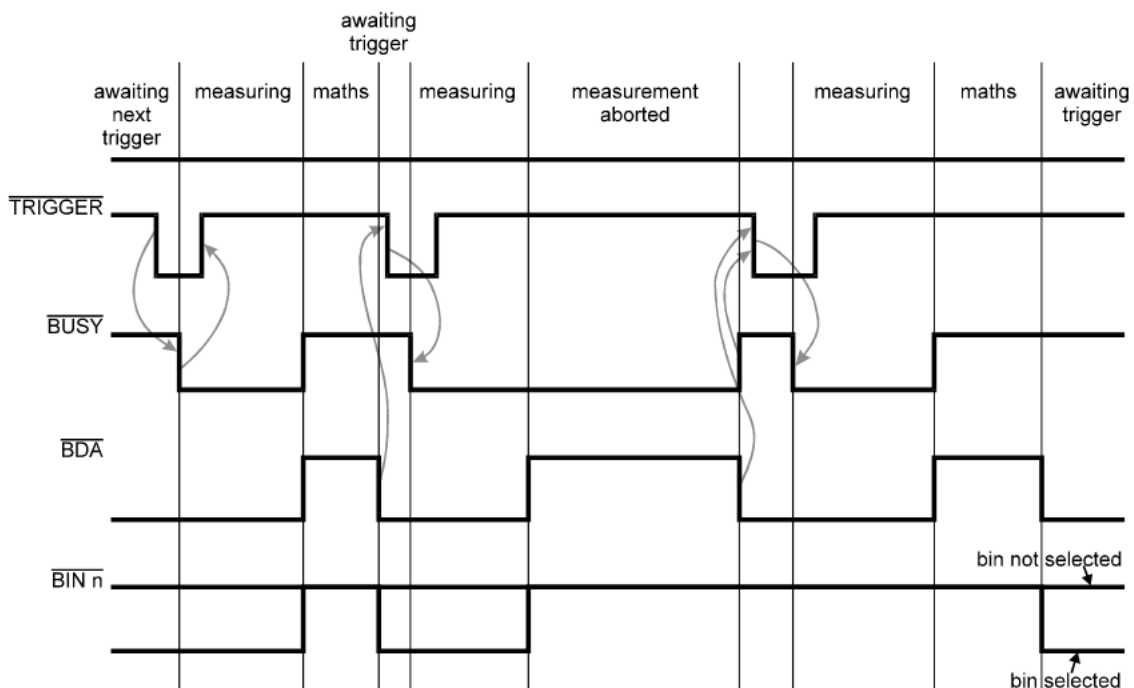 awaiting
trigger
awaiting
next
trigger
measuring
maths
measuring
measurement
aborted
measuring
maths
awaiting
trigger
TRIGGER
BUSY
BDA
BIN n
bin not selected
bin selected